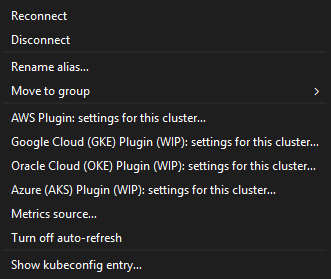 Reconnect
Disconnect
Rename alias...
Move to group
AWS Plugin: settings for this cluster...
Google Cloud (GKE) Plugin (WIP): settings for this cluster...
Oracle Cloud (OKE) Plugin (WIP): settings for this cluster...
Azure (AKS) Plugin (WIP): settings for this cluster...
Metrics source...
Turn off auto-refresh
Show kubeconfig entry...